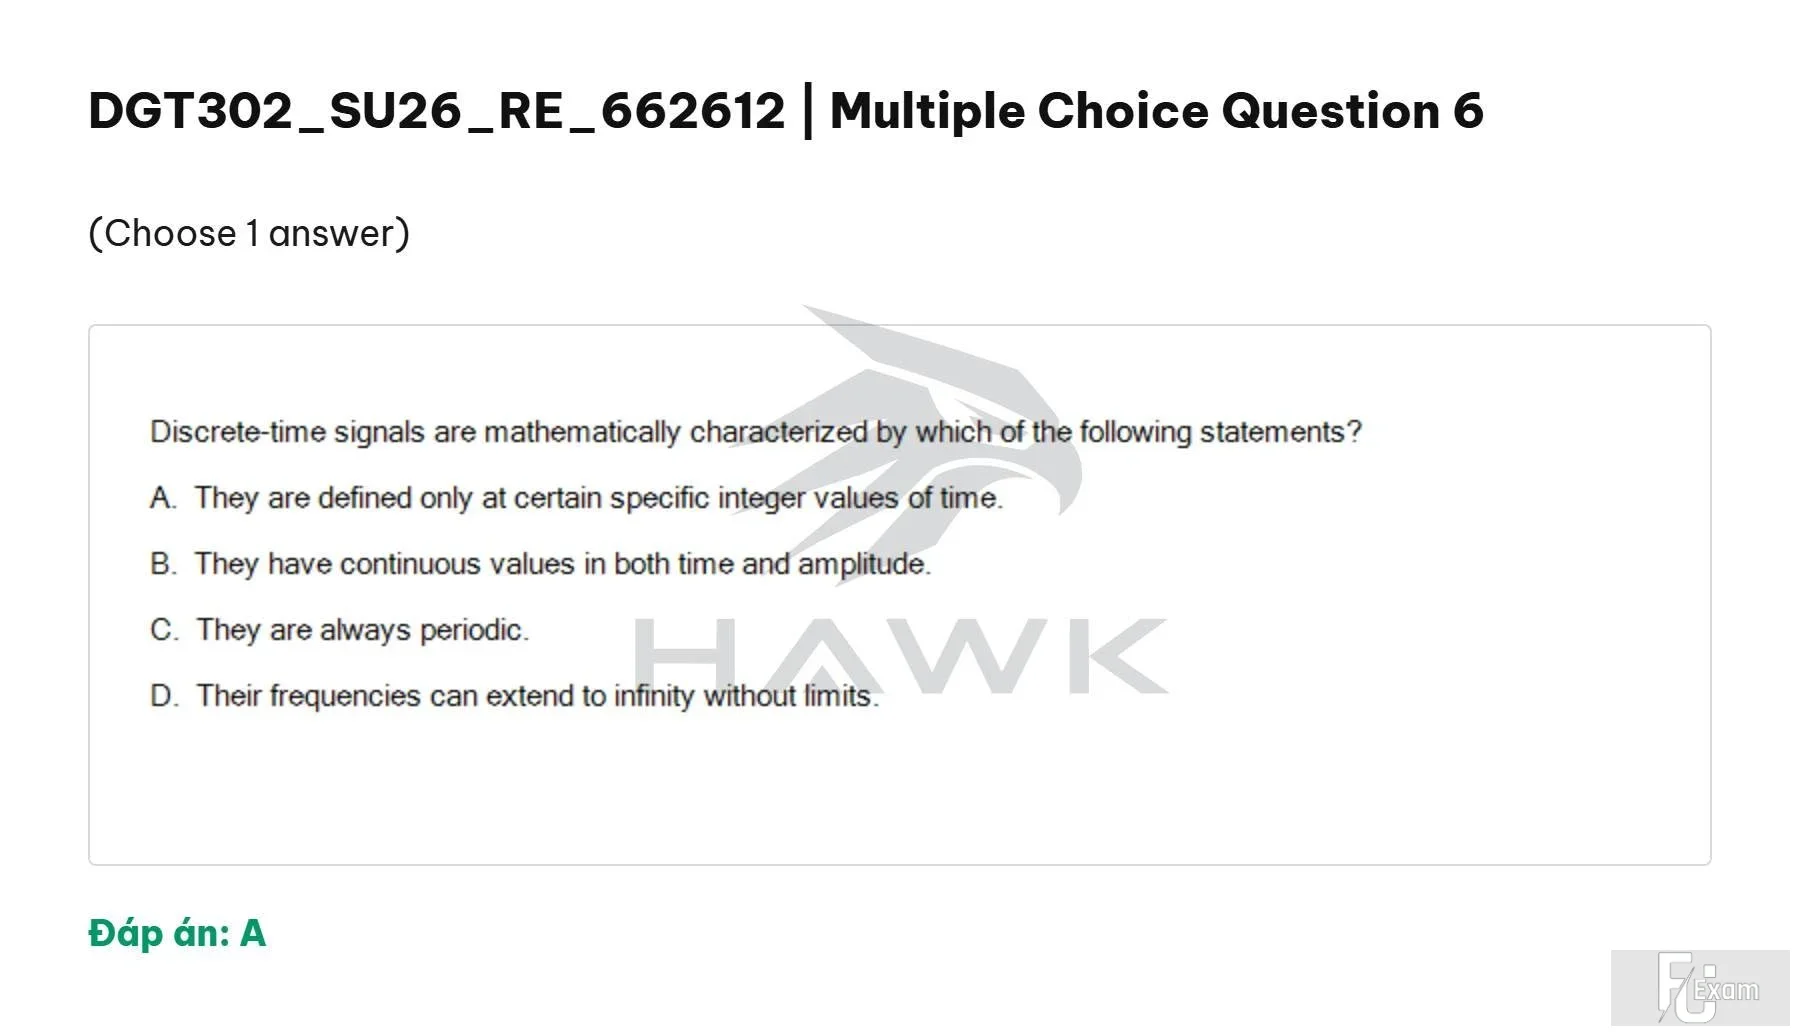 DGT302_SU26_RE_662612 | Multiple Choice Question 6
(Choose 1 answer)
Discrete-time signals are mathematically characterized by which of the following statements?
A. They are defined only at certain specific integer values of time.
B. They have continuous values in both time and amplitude.
C. They are always periodic.
D. Their frequencies can extend to infinity without limits.
HAWK
Đáp án: A
FU Exam